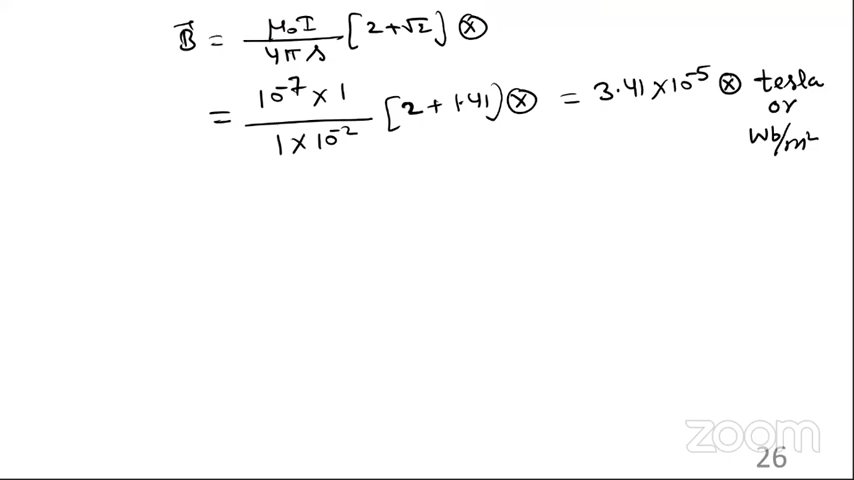 B⃗ = μ₀I / 4πs [2+√2] ⊗
= 10⁻⁷ × 1 / 1 × 10⁻² [2 + 1.41] ⊗ = 3.41 × 10⁻⁵ ⊗ tesla
or
Wb/m²
zoom
26